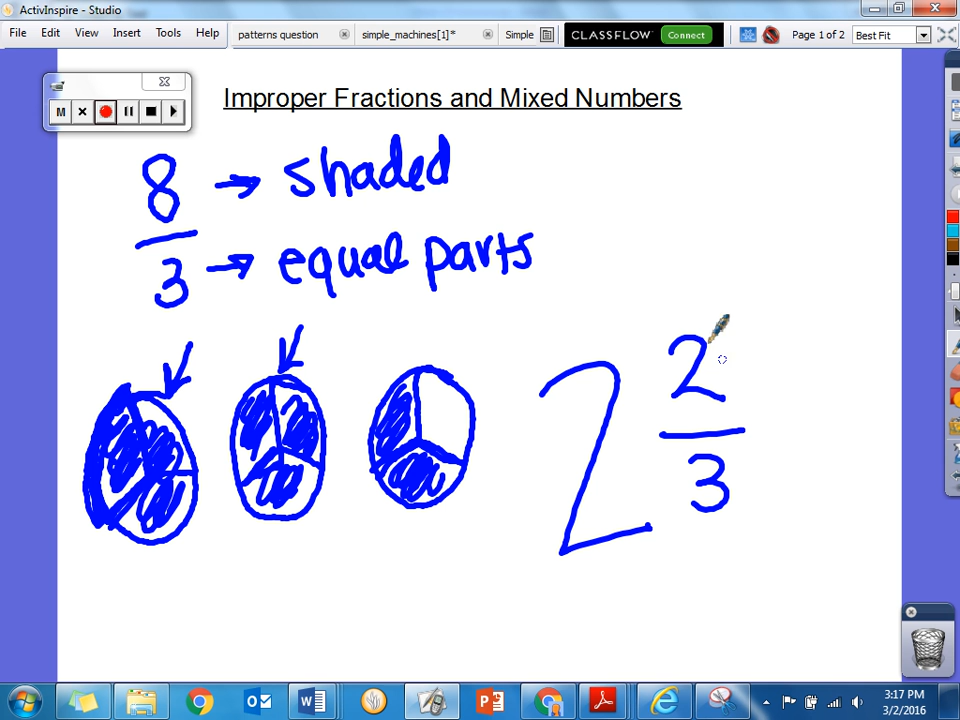 ActivInspire - Studio
File Edit View Insert Tools Help
patterns question
simple_machines[1]*
Simple
CLASSFLOW Connect
Page 1 of 2
Best Fit
M
Improper Fractions and Mixed Numbers
8 → shaded
3 → equal parts
2 2/3
3:17 PM
3/2/2016